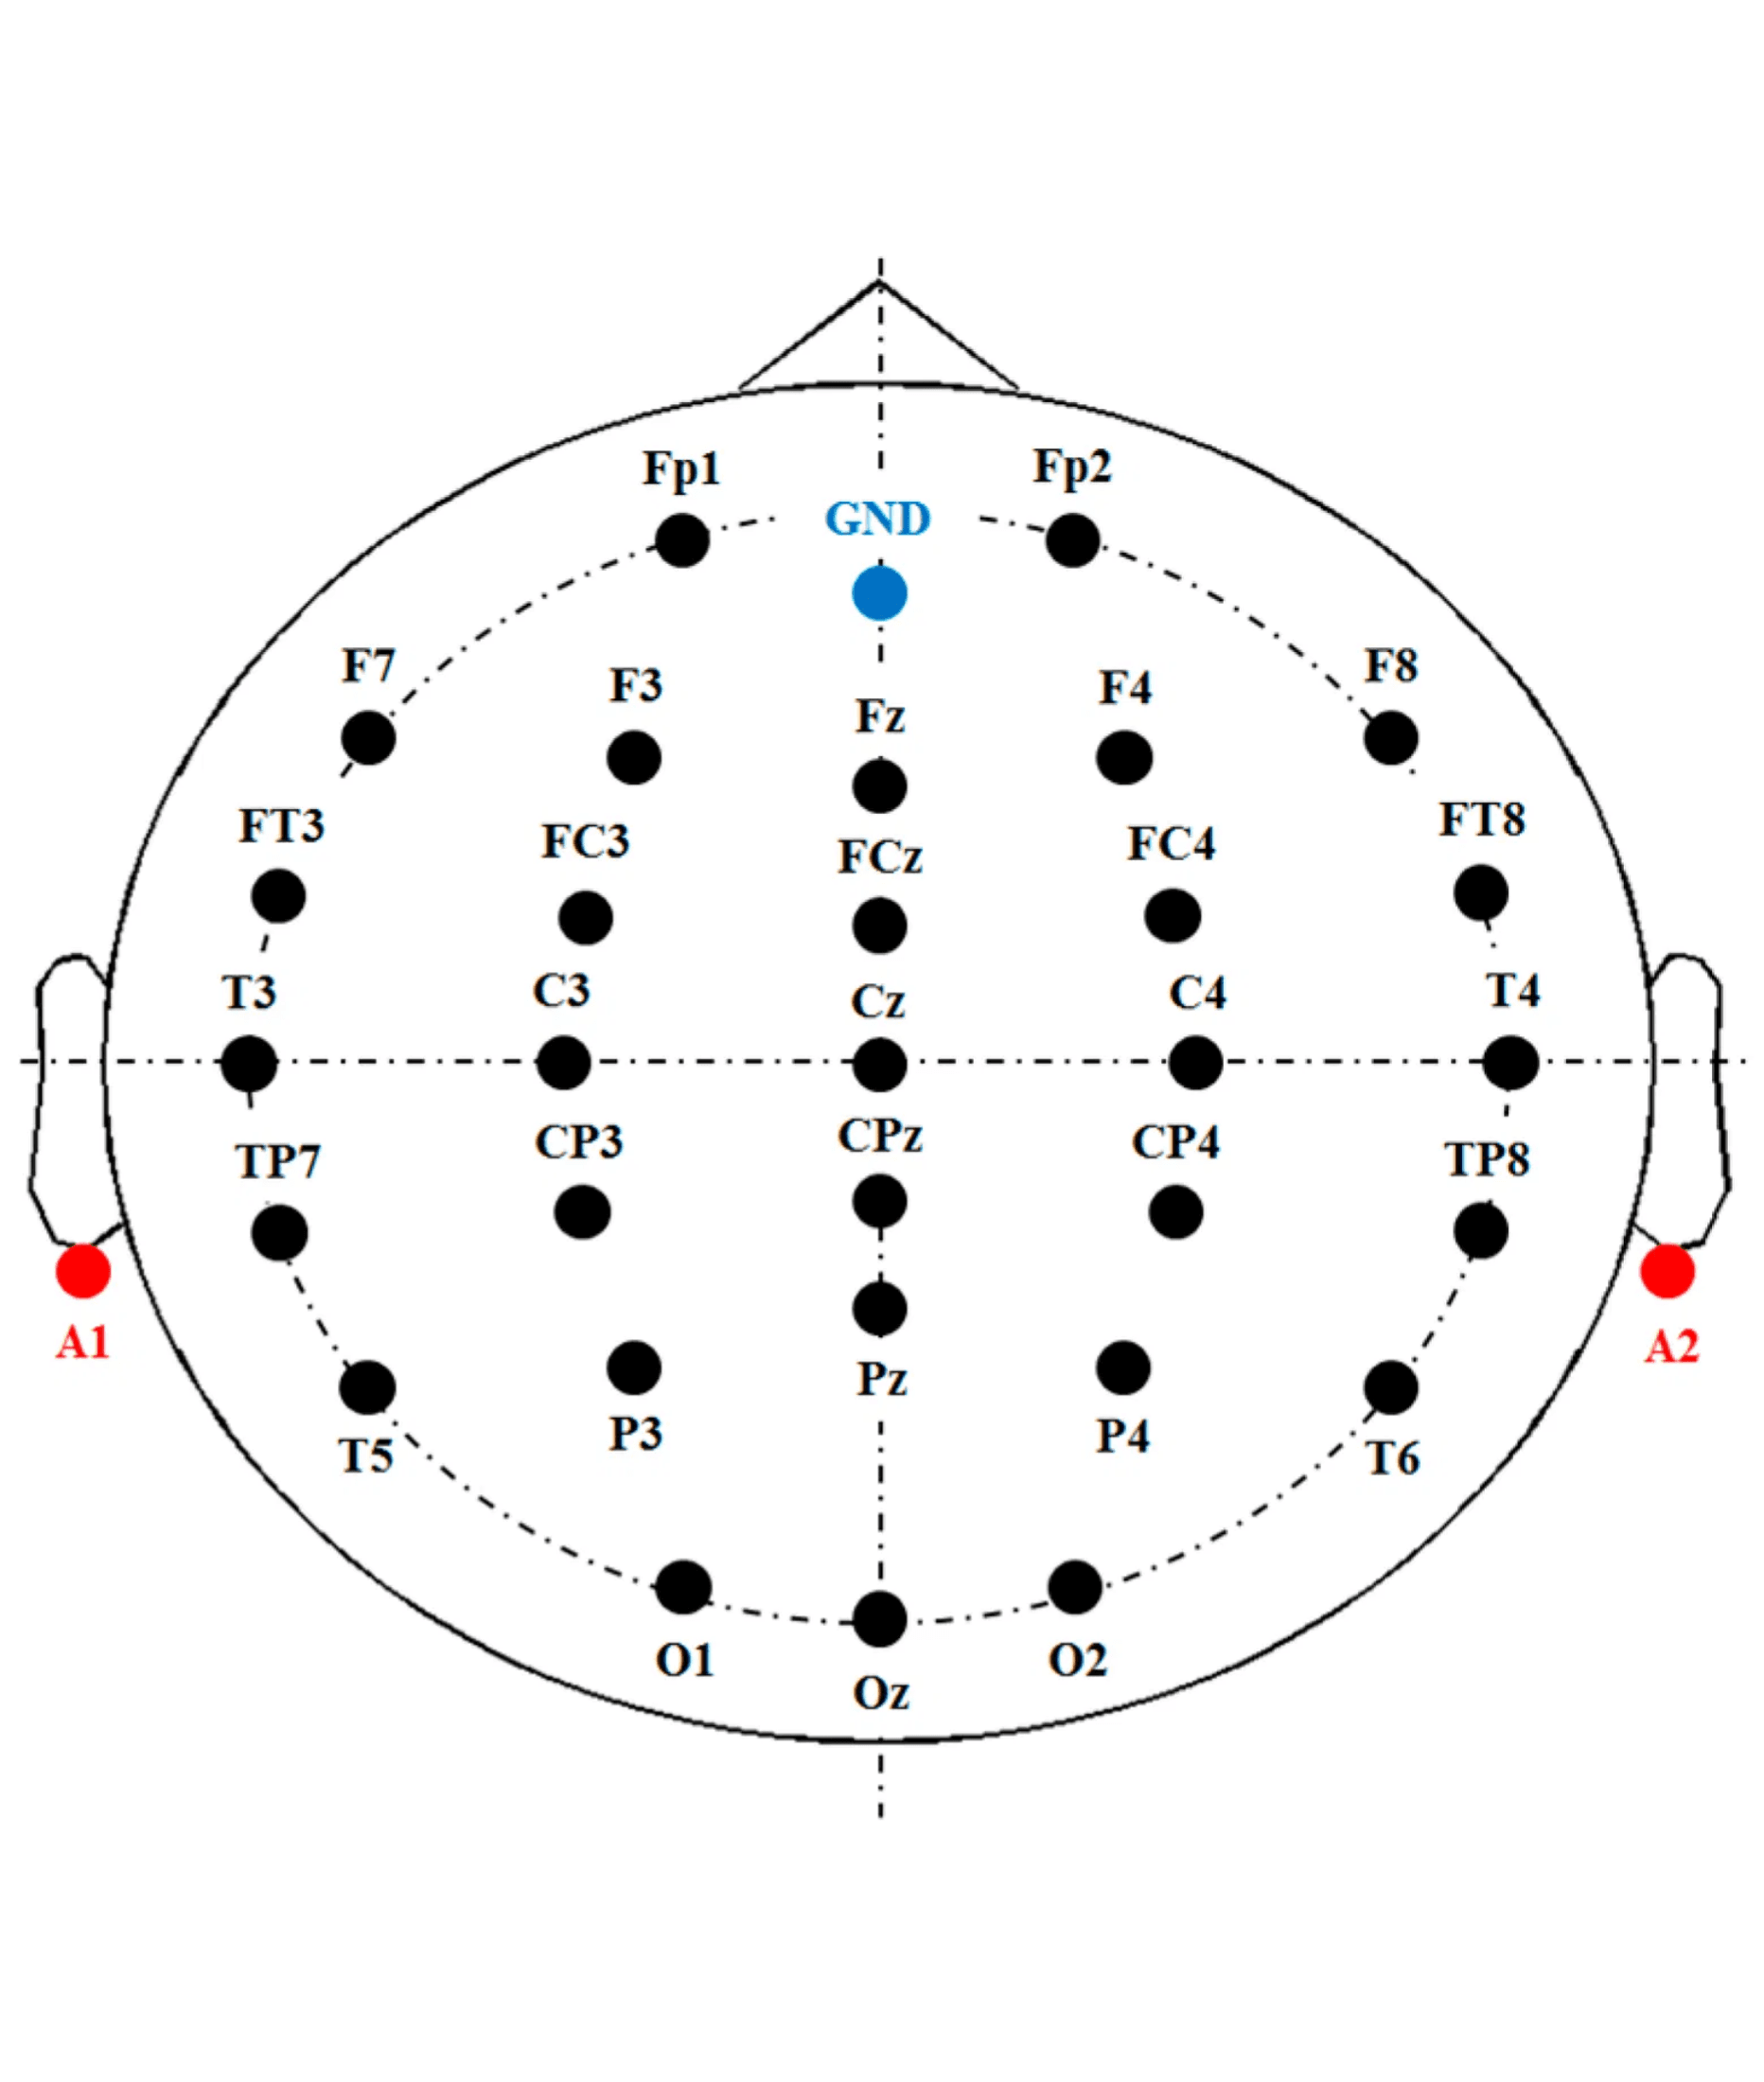 Fp1
Fp2
GND
F7
F3
Fz
F4
F8
FT3
FC3
FCz
FC4
FT8
T3
C3
Cz
C4
T4
TP7
CP3
CPz
CP4
TP8
A1
Pz
A2
T5
P3
P4
T6
O1
Oz
O2